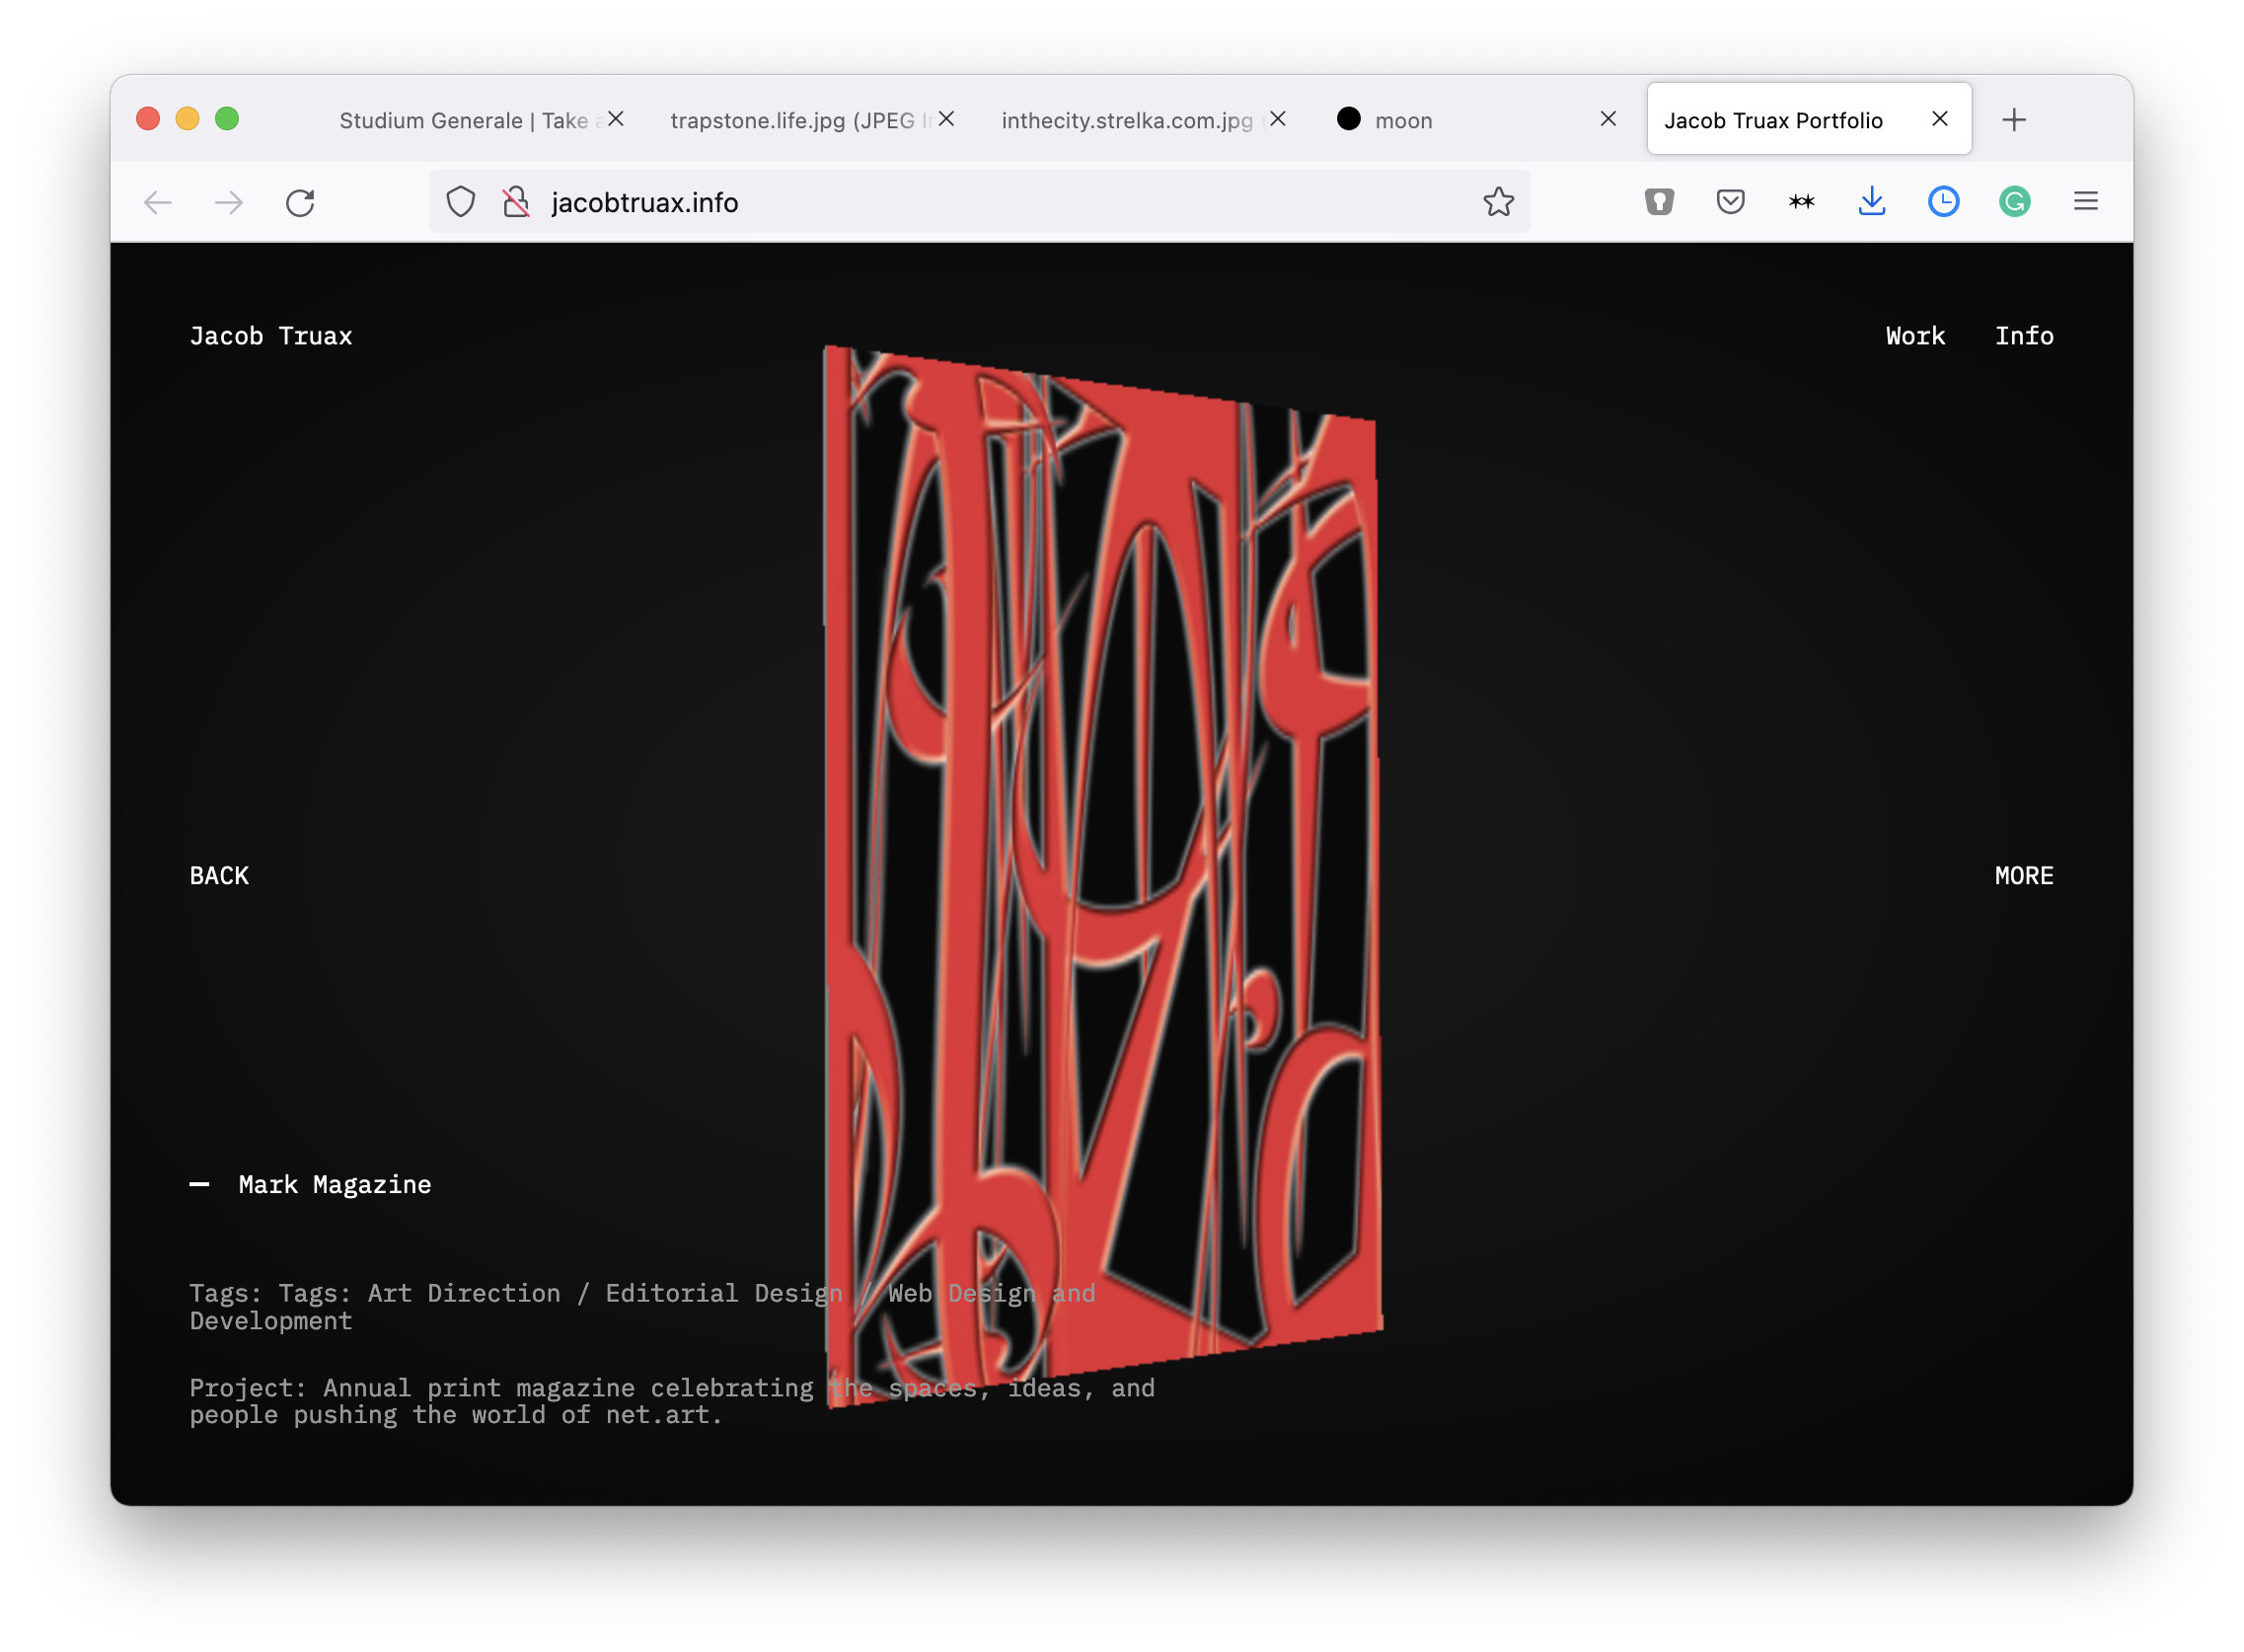 Studium Generale | Take a
trapstone.life.jpg (JPEG I
inthecity.strelka.com.jpg
moon
Jacob Truax Portfolio
jacobtruax.info
Jacob Truax
Work Info
BACK
MORE
— Mark Magazine
Tags: Tags: Art Direction / Editorial Design / Web Design and
Development
Project: Annual print magazine celebrating the spaces, ideas, and
people pushing the world of net.art.